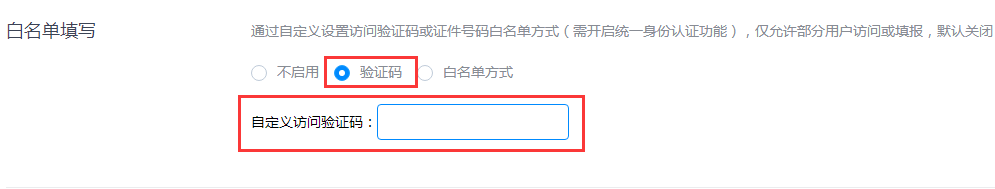 白名单填写
通过自定义设置访问验证码或证件号码白名单方式（需开启统一身份认证功能），仅允许部分用户访问或填报，默认关闭
不启用 验证码 白名单方式
自定义访问验证码：